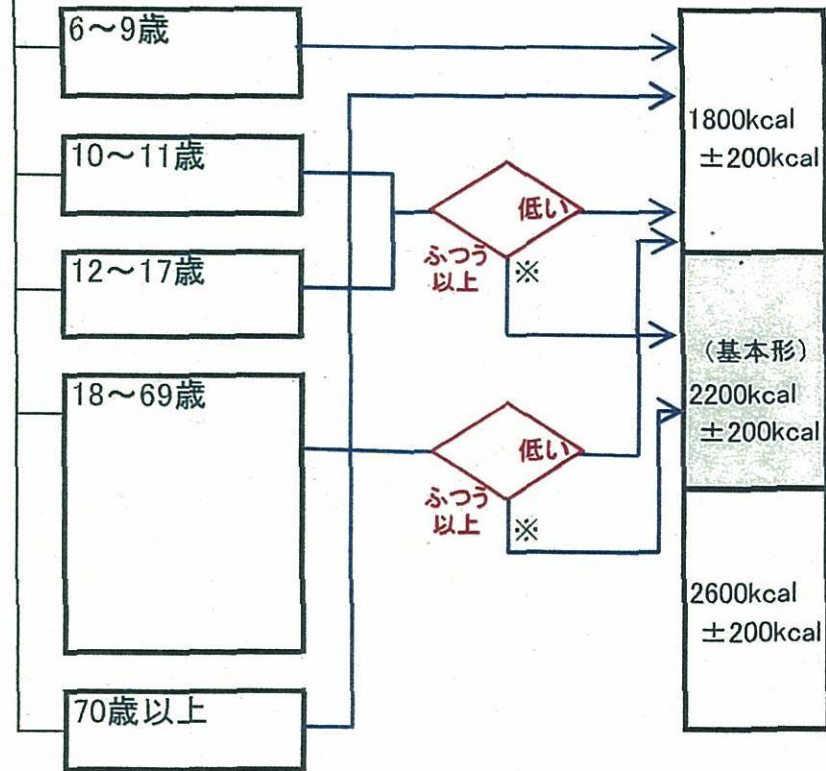 6～9歳
10～11歳
12～17歳
18～69歳
70歳以上
低い
ふつう
以上
※
低い
ふつう
以上
※
1800kcal
±200kcal
(基本形)
2200kcal
±200kcal
2600kcal
±200kcal